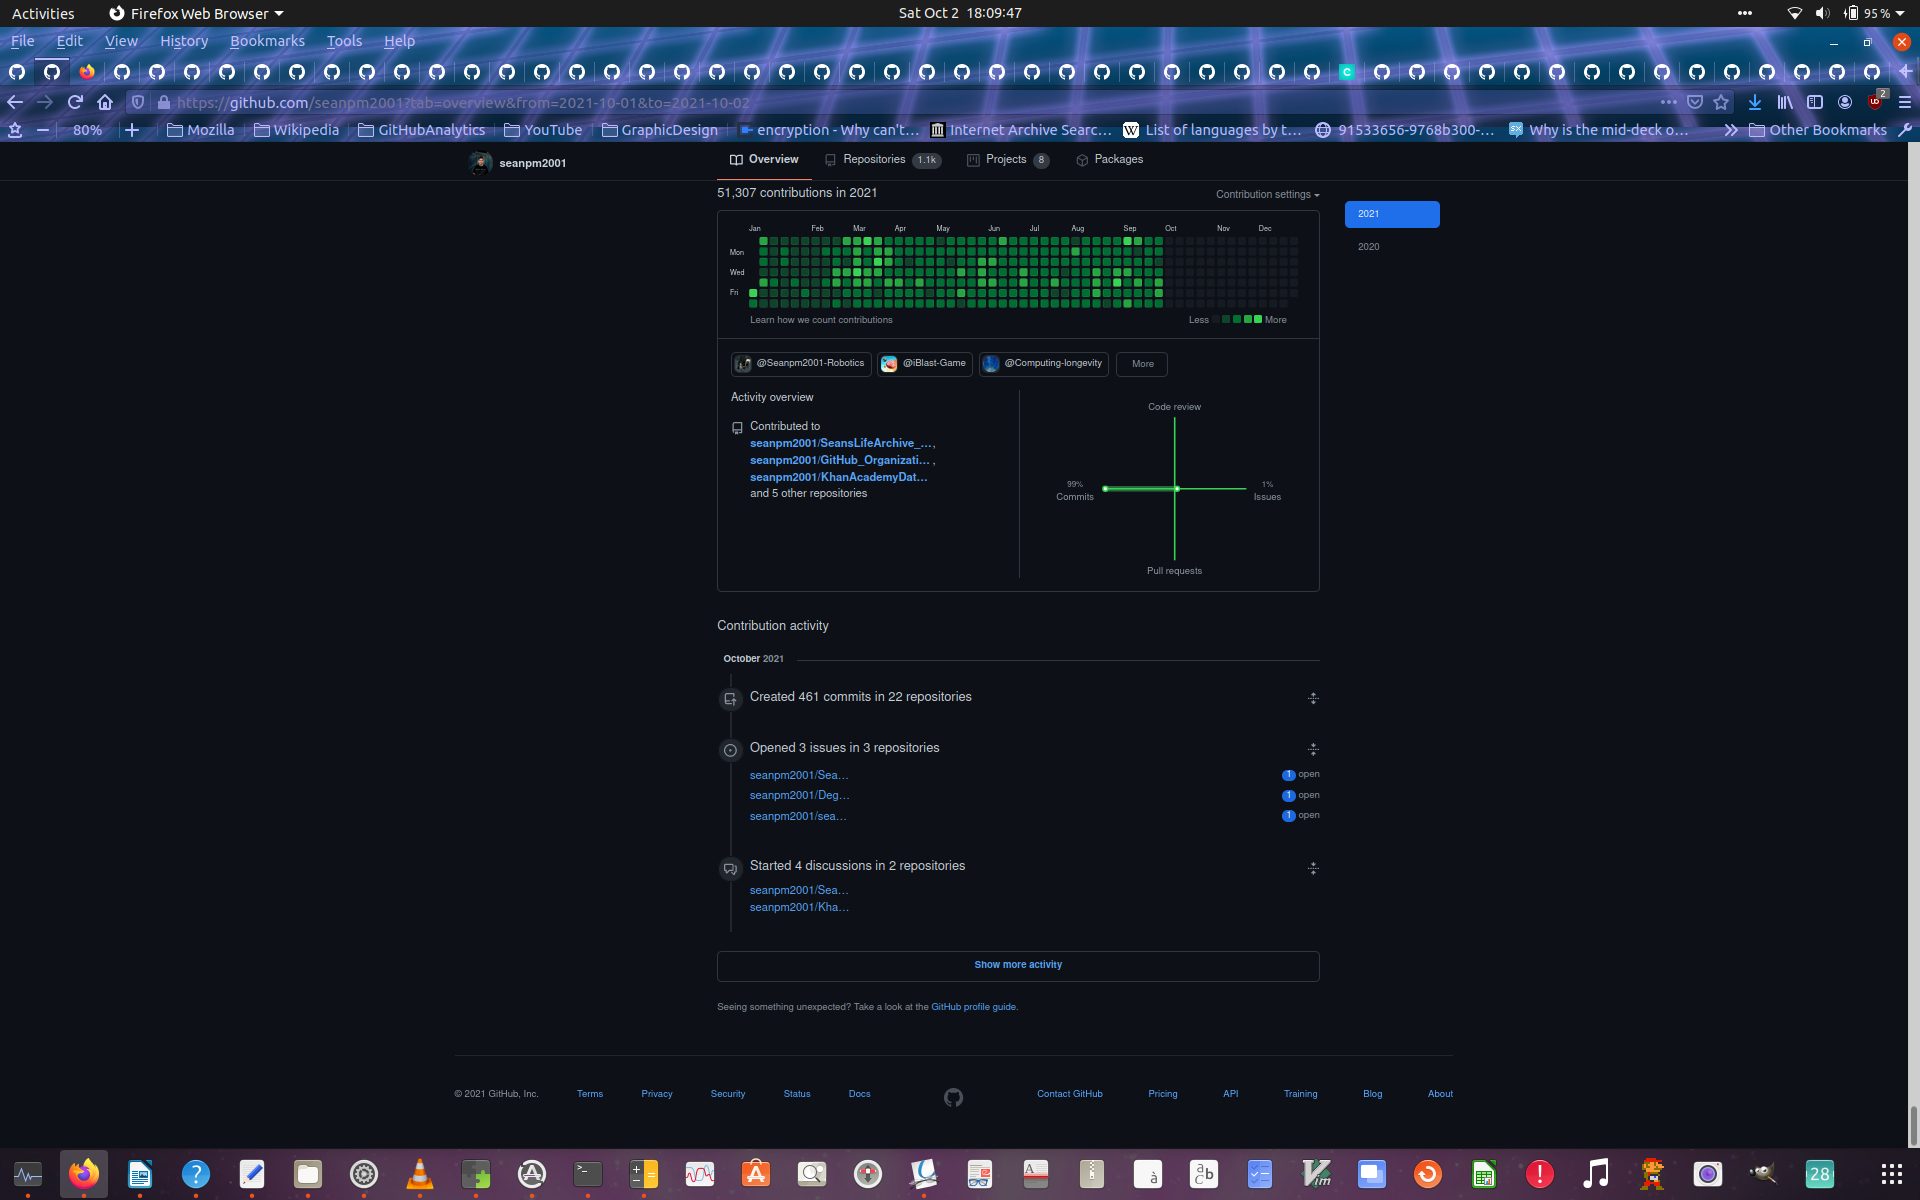 Activities
Firefox Web Browser
Sat Oct 2 18:09:47
95 %
File Edit View History Bookmarks Tools Help
https://github.com/seanpm2001?tab=overview&from=2021-10-01&to=2021-10-02
2
80%
Mozilla
Wikipedia
GitHubAnalytics
YouTube
GraphicDesign
encryption - Why can't…
Internet Archive Searc…
List of languages by t…
91533656-9768b300-…
Why is the mid-deck o…
Other Bookmarks
seanpm2001
Overview
Repositories 1.1k
Projects 8
Packages
51,307 contributions in 2021
Contribution settings
2021
2020
Jan Feb Mar Apr May Jun Jul Aug Sep Oct Nov Dec
Mon
Wed
Fri
Learn how we count contributions
Less
More
@Seanpm2001-Robotics
@iBlast-Game
@Computing-longevity
More
Activity overview
Contributed to
seanpm2001/SeansLifeArchive_…,
seanpm2001/GitHub_Organizati… ,
seanpm2001/KhanAcademyDat…
and 5 other repositories
Code review
99%
Commits
1%
Issues
Pull requests
Contribution activity
October 2021
Created 461 commits in 22 repositories
Opened 3 issues in 3 repositories
seanpm2001/Sea…
1 open
seanpm2001/Deg…
1 open
seanpm2001/sea…
1 open
Started 4 discussions in 2 repositories
seanpm2001/Sea…
seanpm2001/Kha…
Show more activity
Seeing something unexpected? Take a look at the GitHub profile guide.
© 2021 GitHub, Inc.
Terms
Privacy
Security
Status
Docs
Contact GitHub
Pricing
API
Training
Blog
About
28